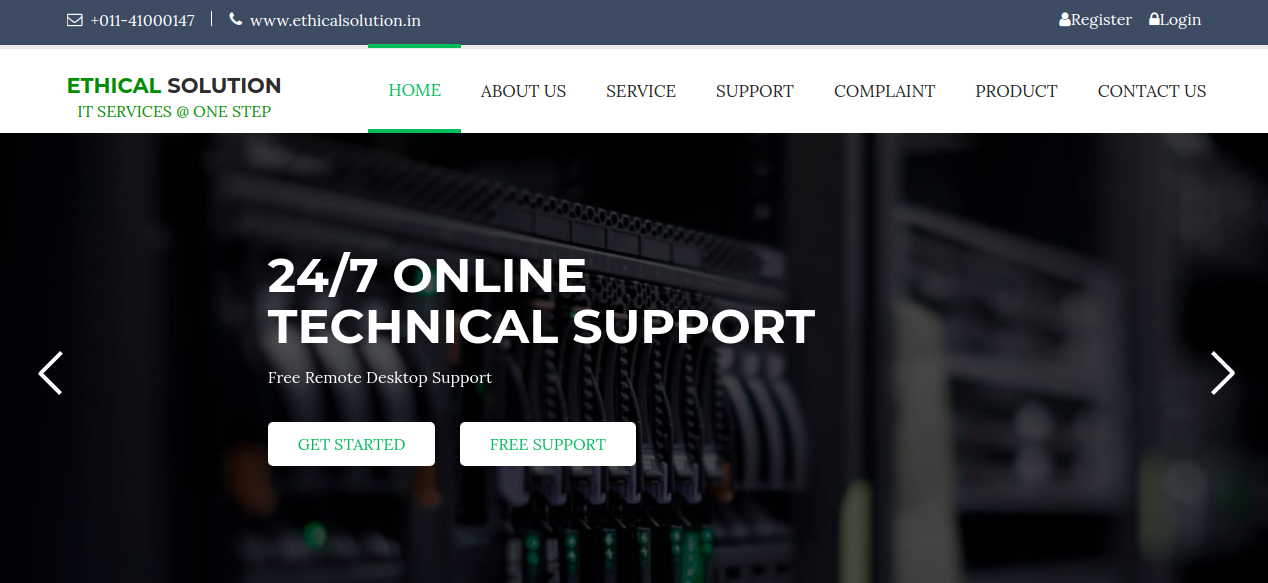 +011-41000147 www.ethicalsolution.in Register Login
ETHICAL SOLUTION
IT SERVICES @ ONE STEP
HOME ABOUT US SERVICE SUPPORT COMPLAINT PRODUCT CONTACT US
24/7 ONLINE
TECHNICAL SUPPORT
Free Remote Desktop Support
GET STARTED FREE SUPPORT